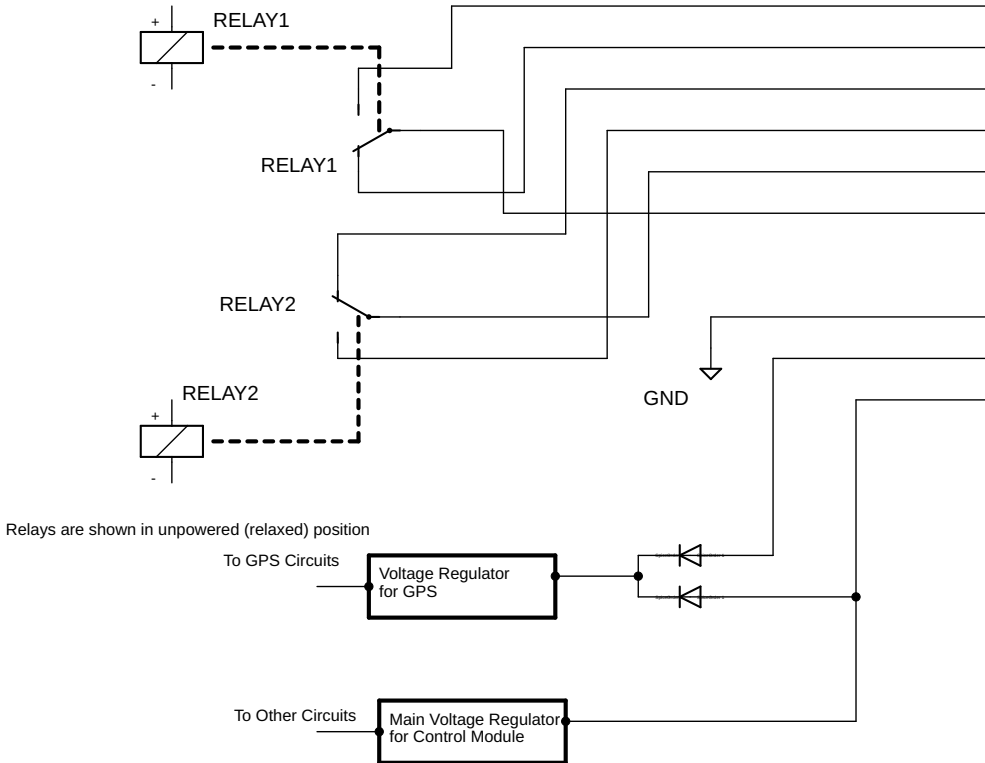 RELAY1
+
-
RELAY1
RELAY2
RELAY2
+
-
GND
Relays are shown in unpowered (relaxed) position
To GPS Circuits
Voltage Regulator
for GPS
To Other Circuits
Main Voltage Regulator
for Control Module